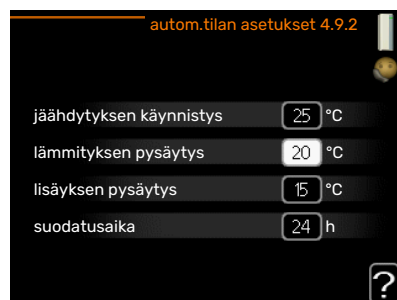 autom.tilan asetukset 4.9.2
jäähdytyksen käynnistys 25 °C
lämmityksen pysäytys 20 °C
lisäyksen pysäytys 15 °C
suodatusaika 24 h
?